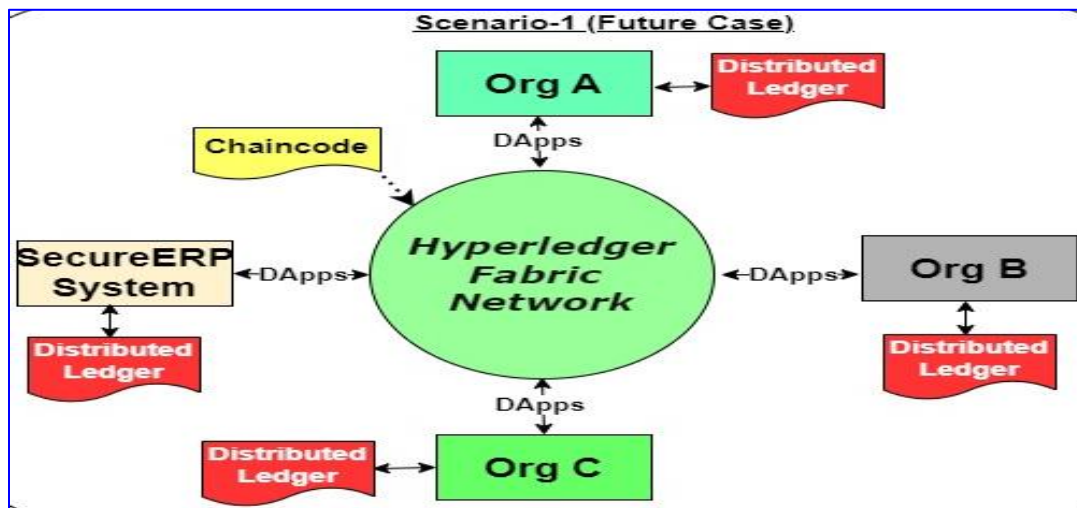 Scenario-1 (Future Case)
Org A
Distributed
Ledger
DApps
Chaincode
Hyperledger
Fabric
Network
SecureERP
System
DApps
DApps
Org B
Distributed
Ledger
Distributed
Ledger
DApps
Distributed
Ledger
Org C